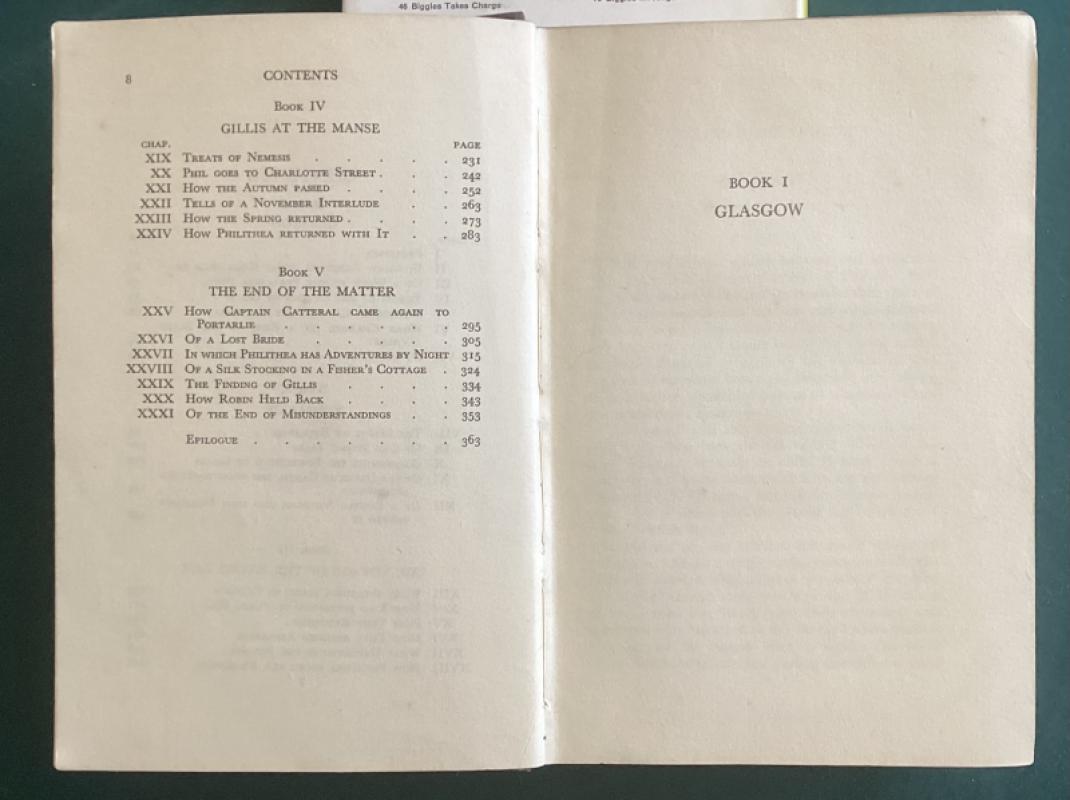 46 Biggles Takes Charge
8 CONTENTS
Book IV
GILLIS AT THE MANSE
CHAP. PAGE
XIX Treats of Nemesis . . . . . 231
XX Phil goes to Charlotte Street . . . 242
XXI How the Autumn passed . . . . 252
XXII Tells of a November Interlude . . 263
XXIII How the Spring returned . . . . 273
XXIV How Philithea returned with It . . 283
Book V
THE END OF THE MATTER
XXV How Captain Catteral came again to
Portarlie . . . . . . 295
XXVI Of a Lost Bride . . . . . 305
XXVII In which Philithea has Adventures by Night 315
XXVIII Of a Silk Stocking in a Fisher's Cottage . 324
XXIX The Finding of Gillis . . . . 334
XXX How Robin Held Back . . . . 343
XXXI Of the End of Misunderstandings . . 353
Epilogue . . . . . . . 363
BOOK I
GLASGOW